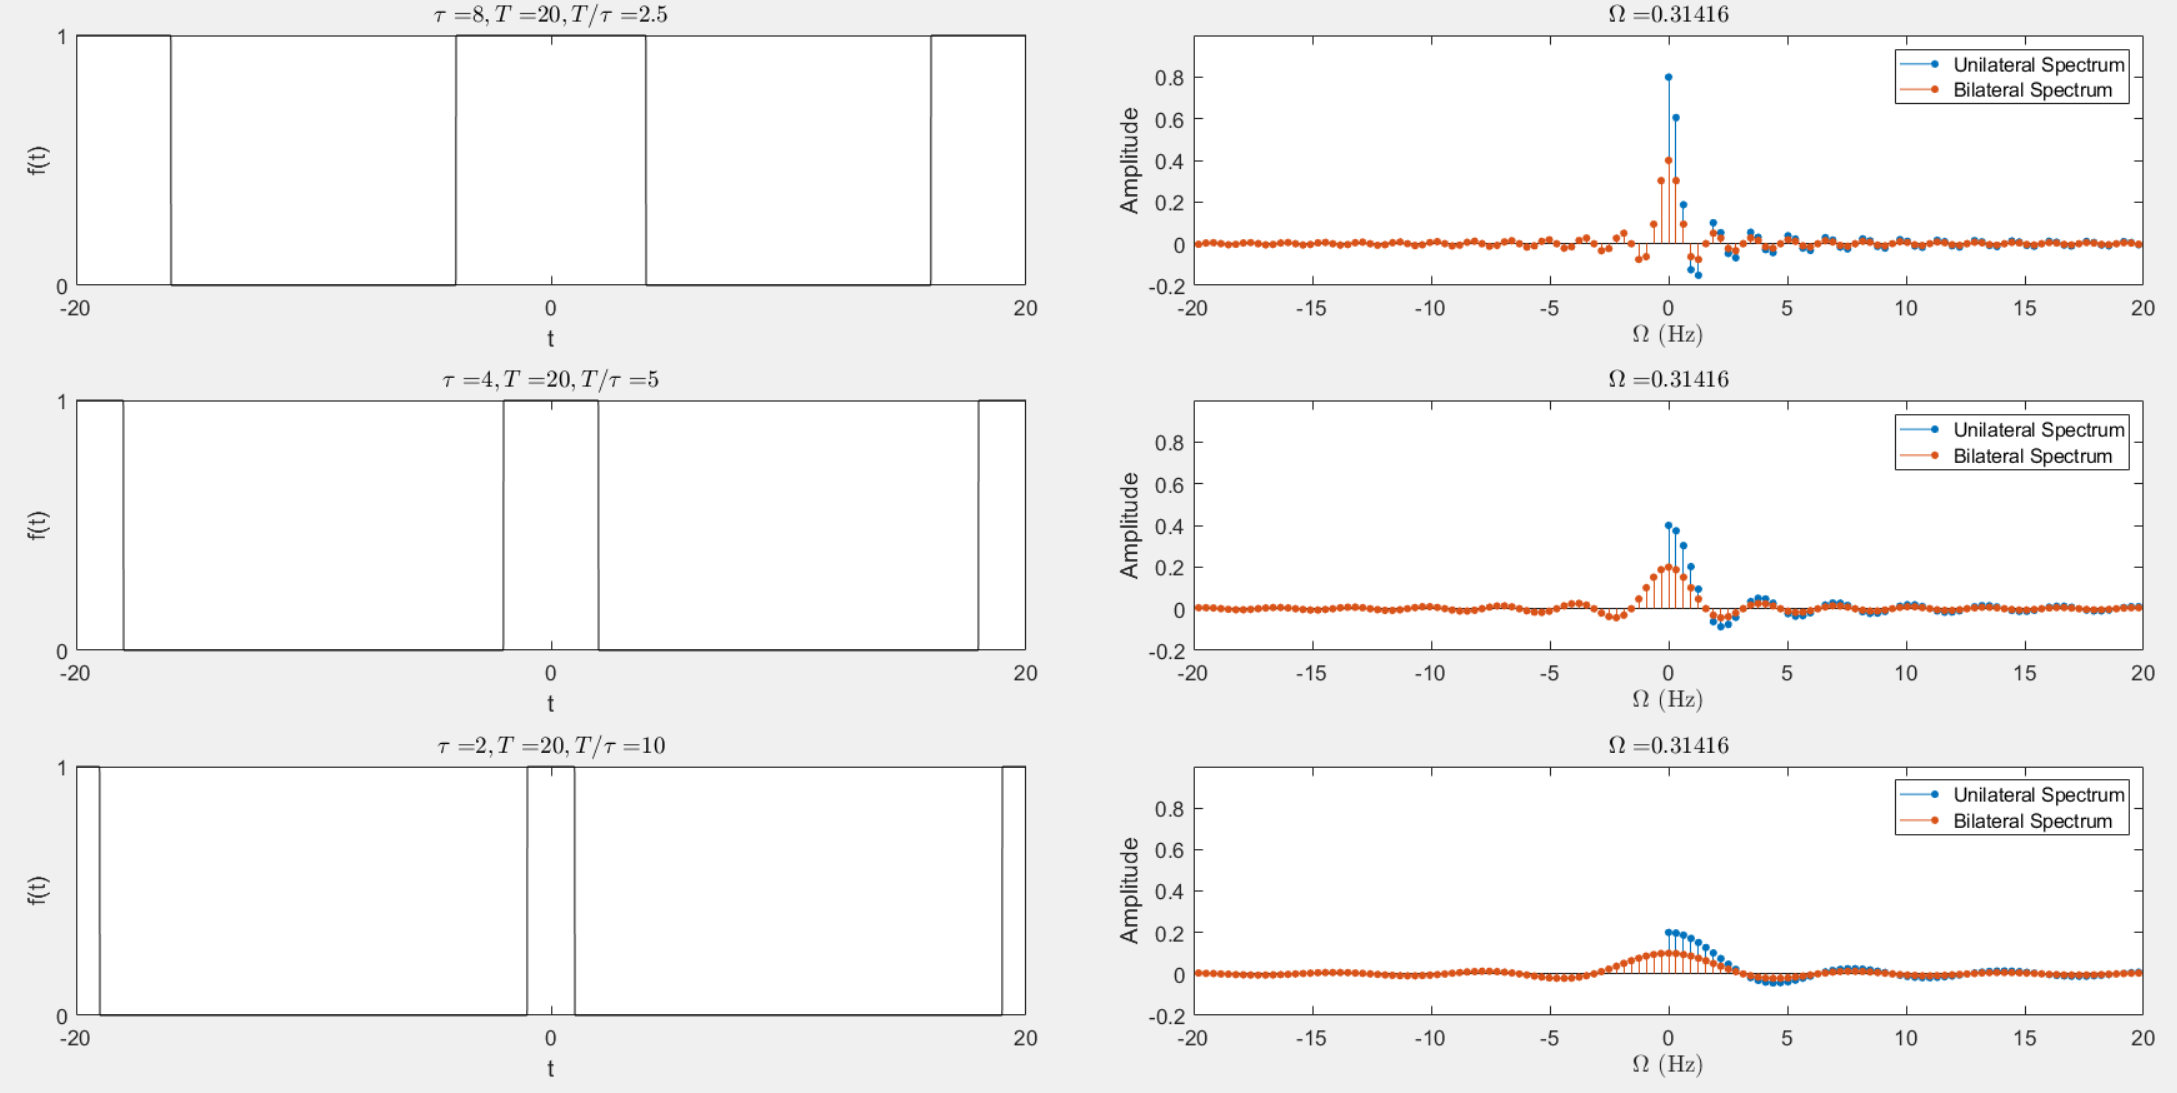 τ =8, T =20, T/τ =2.5
1
f(t)
0
-20 0 20
t
Ω =0.31416
Unilateral Spectrum
Bilateral Spectrum
0.8
0.6
0.4
0.2
0
-0.2
Amplitude
-20 -15 -10 -5 0 5 10 15 20
Ω (Hz)
τ =4, T =20, T/τ =5
1
f(t)
0
-20 0 20
t
Ω =0.31416
Unilateral Spectrum
Bilateral Spectrum
0.8
0.6
0.4
0.2
0
-0.2
Amplitude
-20 -15 -10 -5 0 5 10 15 20
Ω (Hz)
τ =2, T =20, T/τ =10
1
f(t)
0
-20 0 20
t
Ω =0.31416
Unilateral Spectrum
Bilateral Spectrum
0.8
0.6
0.4
0.2
0
-0.2
Amplitude
-20 -15 -10 -5 0 5 10 15 20
Ω (Hz)